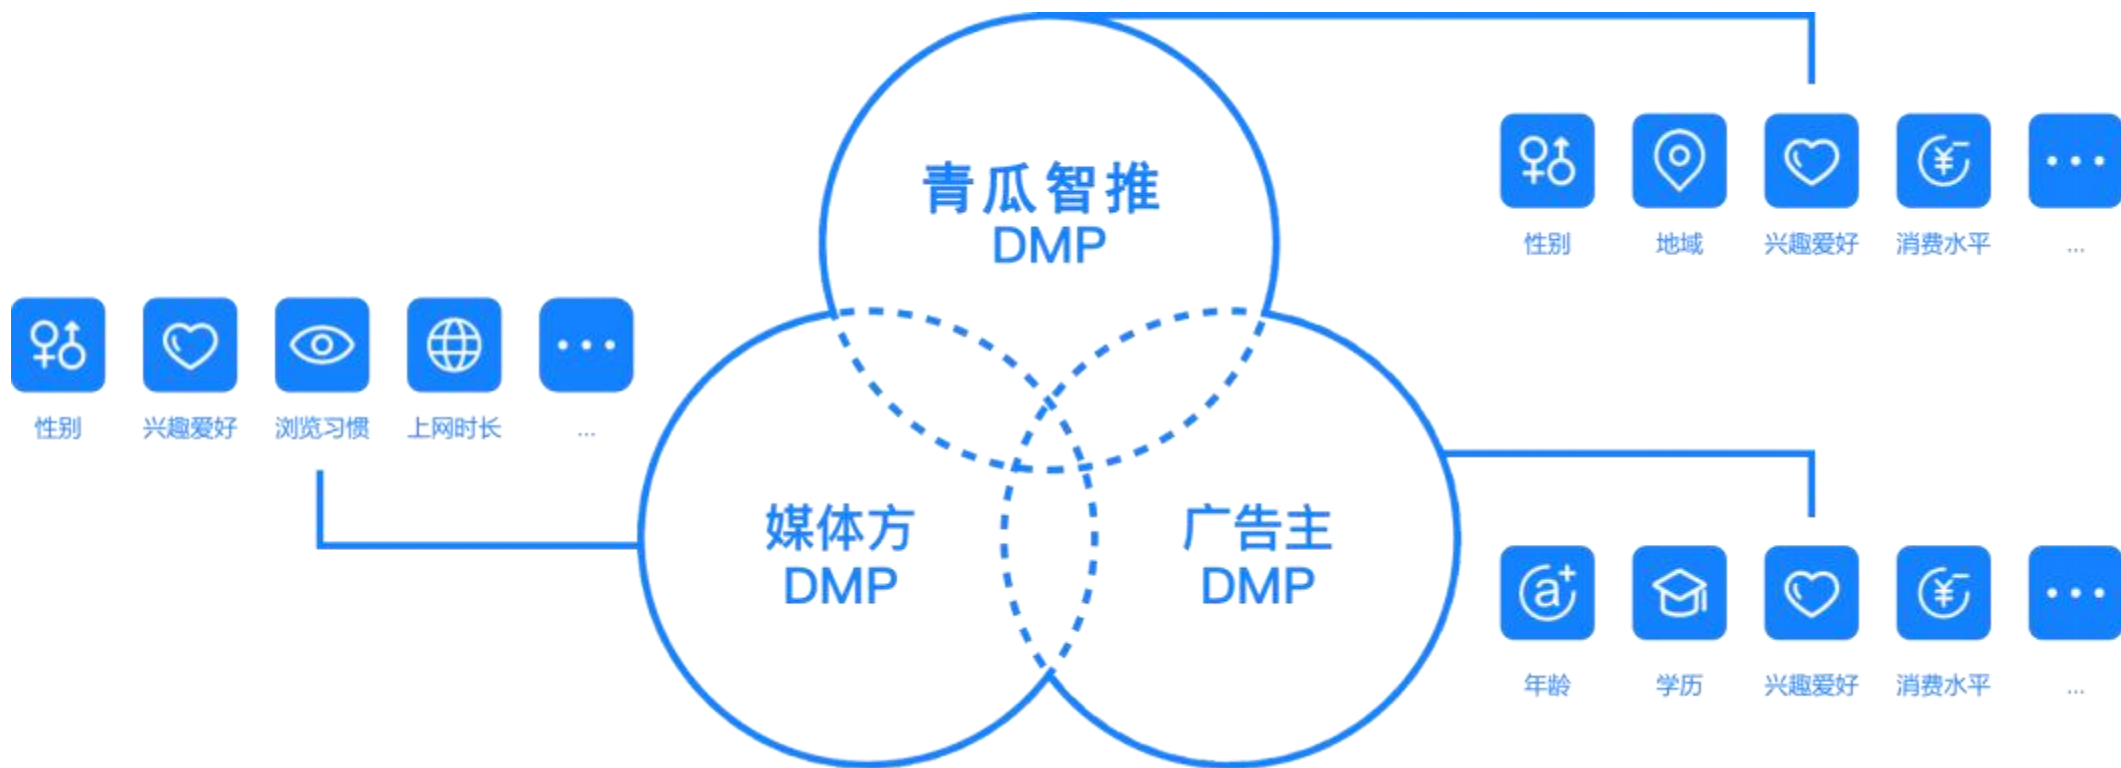 青瓜智推
DMP
性别 地域 兴趣爱好 消费水平 ...
性别 兴趣爱好 浏览习惯 上网时长 ...
媒体方
DMP
广告主
DMP
年龄 学历 兴趣爱好 消费水平 ...